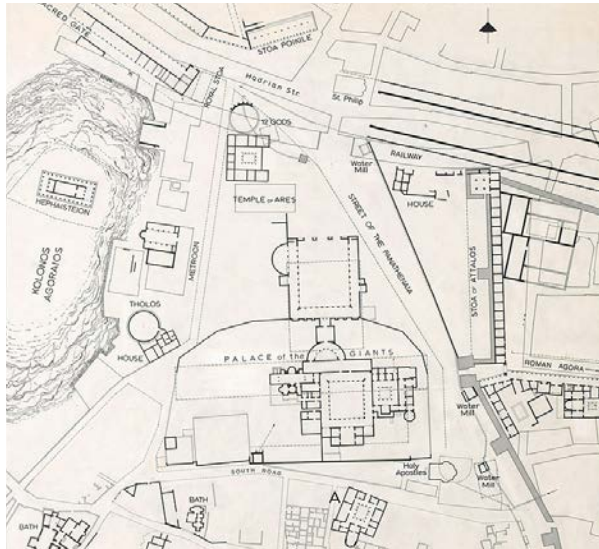 SACRED GATE
STOA POIKILE
ROYAL STOA
Hadrian Str.
St. Philip
12 GODS
RAILWAY
Water
Mill
HOUSE
TEMPLE OF ARES
STREET OF THE PANATHENAIA
HEPHAISTEION
KOLONOS
AGORAIOS
METROON
STOA OF ATTALOS
THOLOS
HOUSE
PALACE of the GIANTS
ROMAN AGORA
Water
Mill
Holy
Apostles
SOUTH ROAD
Water
Mill
BATH
A
BATH